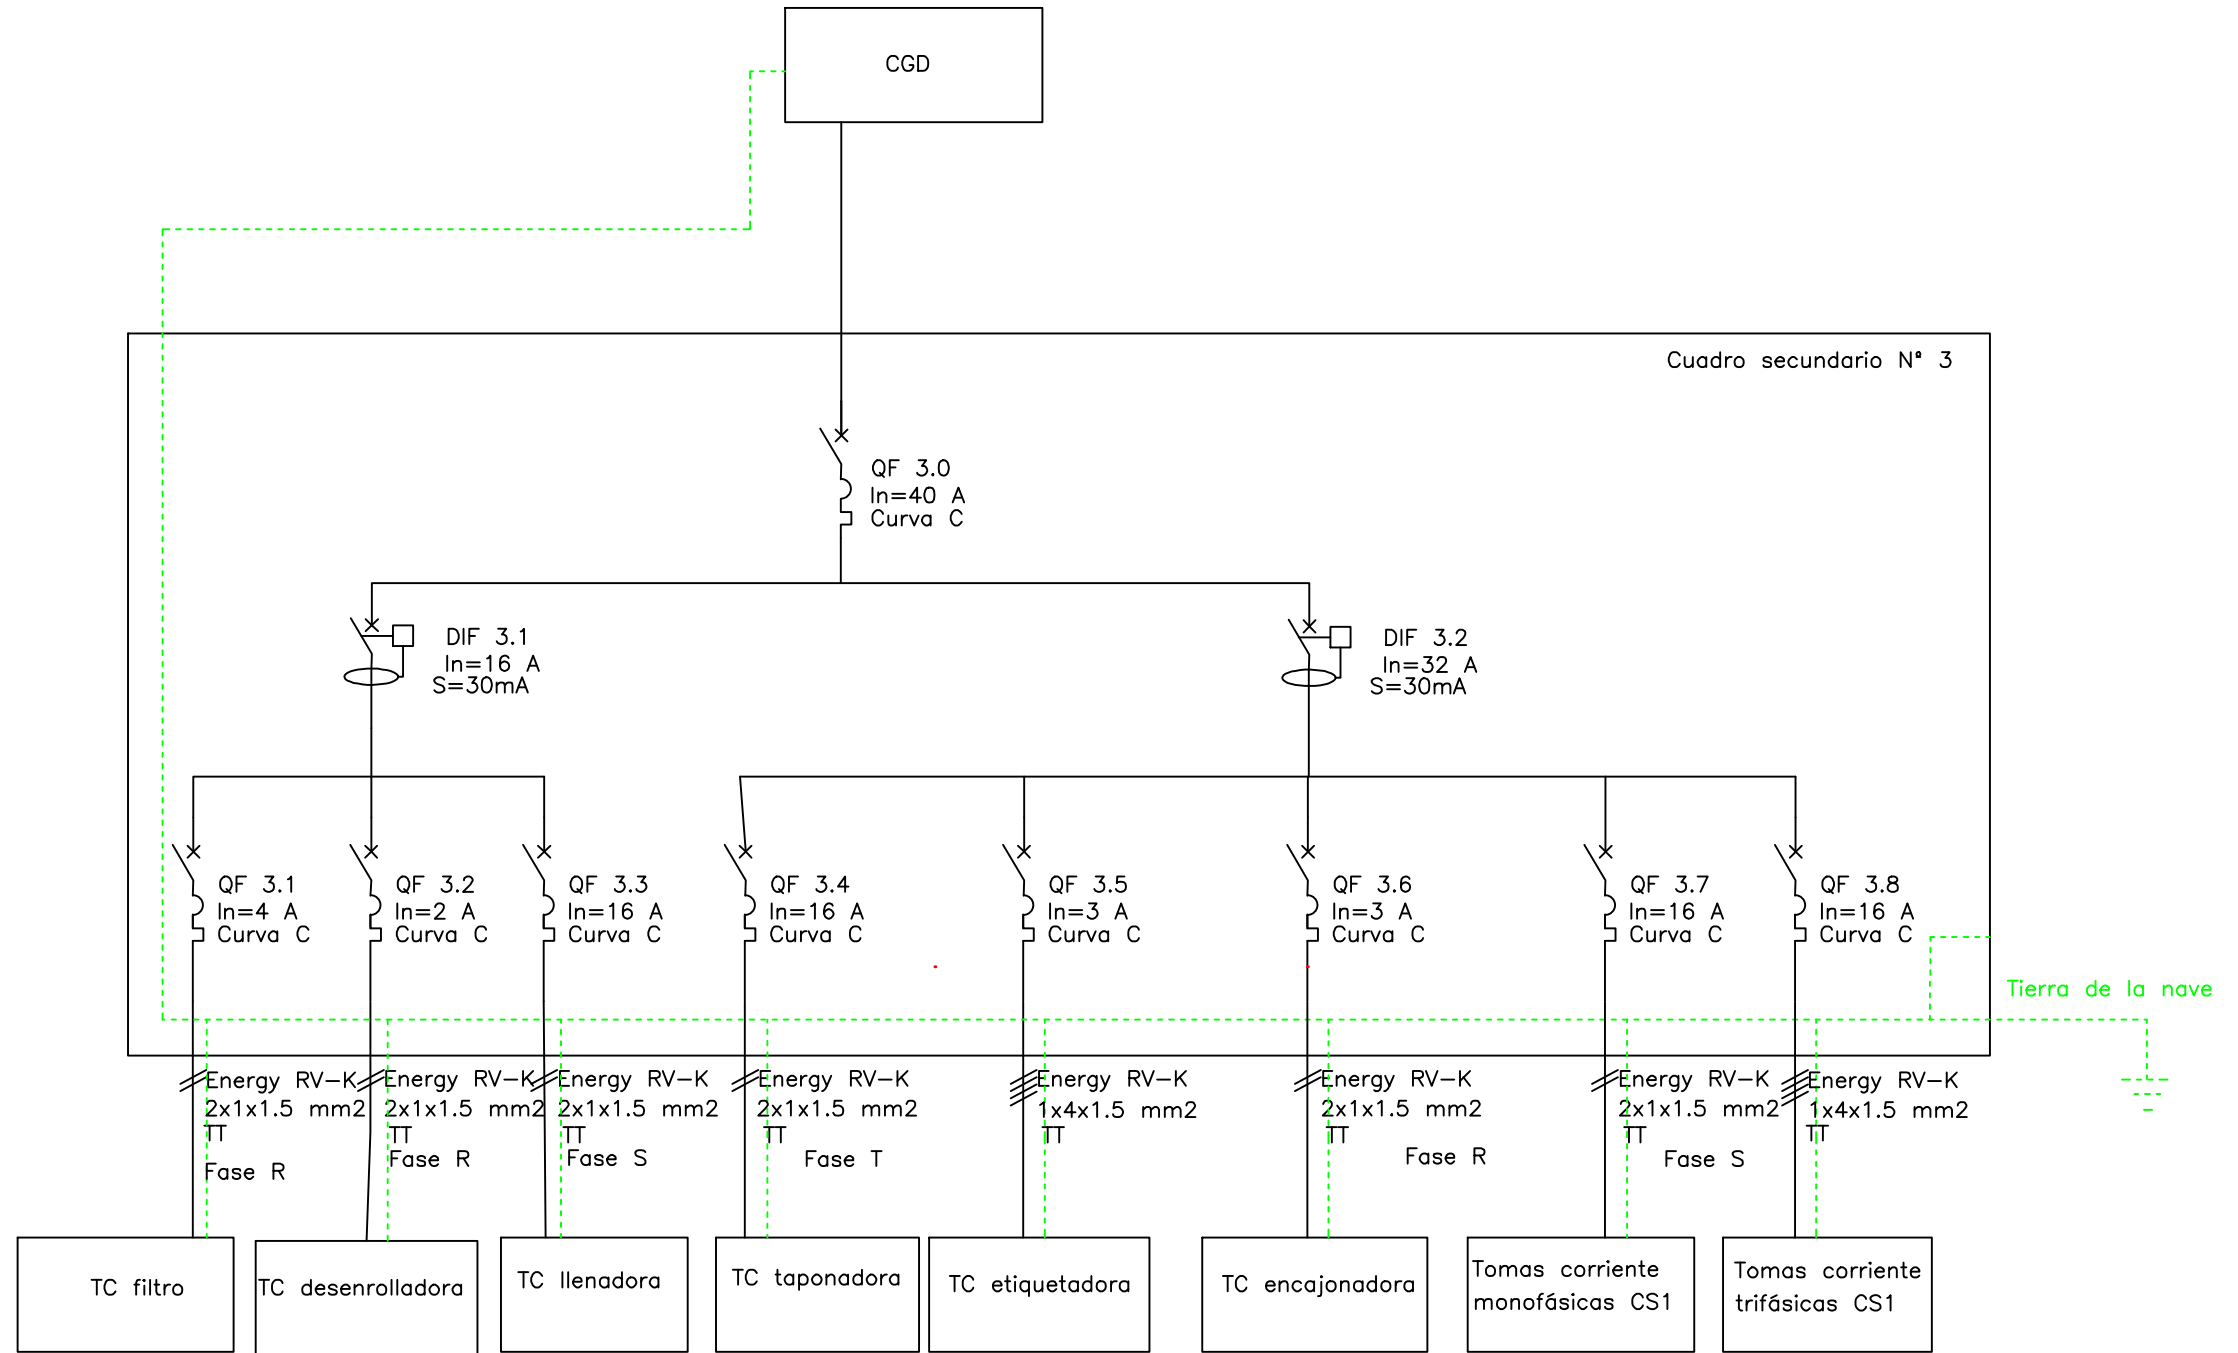 CGD
Cuadro secundario Nº 3
QF 3.0
In=40 A
Curva C
DIF 3.1
In=16 A
S=30mA
DIF 3.2
In=32 A
S=30mA
QF 3.1
In=4 A
Curva C
QF 3.2
In=2 A
Curva C
QF 3.3
In=16 A
Curva C
QF 3.4
In=16 A
Curva C
QF 3.5
In=3 A
Curva C
QF 3.6
In=3 A
Curva C
QF 3.7
In=16 A
Curva C
QF 3.8
In=16 A
Curva C
Tierra de la nave
Energy RV-K
2x1x1.5 mm2
TT
Fase R
Energy RV-K
2x1x1.5 mm2
TT
Fase R
Energy RV-K
2x1x1.5 mm2
TT
Fase S
Energy RV-K
2x1x1.5 mm2
TT
Fase T
Energy RV-K
1x4x1.5 mm2
TT
Energy RV-K
2x1x1.5 mm2
TT
Fase R
Energy RV-K
2x1x1.5 mm2
TT
Fase S
Energy RV-K
1x4x1.5 mm2
TT
TC filtro
TC desenrolladora
TC llenadora
TC taponadora
TC etiquetadora
TC encajonadora
Tomas corriente
monofásicas CS1
Tomas corriente
trifásicas CS1